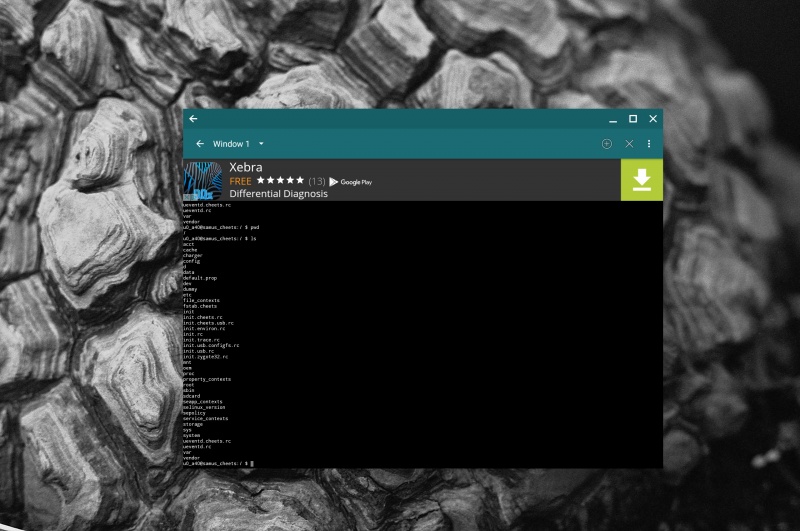 Window 1
Xebra
FREE ★★★★★ (13) Google Play
Differential Diagnosis
ueventd.cheets.rc
ueventd.rc
var
vendor
u0_a40@samus_cheets:/ $ pwd
/
u0_a40@samus_cheets:/ $ ls
acct
cache
charger
config
d
data
default.prop
dev
dummy
etc
file_contexts
fstab.cheets
init
init.cheets.rc
init.cheets.usb.rc
init.environ.rc
init.rc
init.trace.rc
init.usb.configfs.rc
init.usb.rc
init.zygote32.rc
mnt
oem
proc
property_contexts
root
sbin
sdcard
seapp_contexts
selinux_version
sepolicy
service_contexts
storage
sys
system
ueventd.cheets.rc
ueventd.rc
var
vendor
u0_a40@samus_cheets:/ $